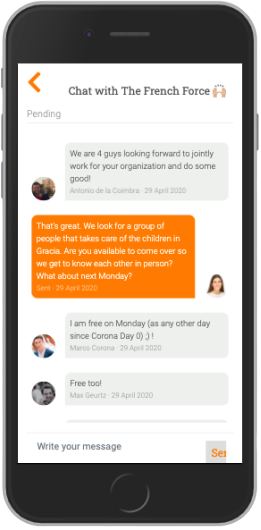 Chat with The French Force 🙌🏼
Pending
We are 4 guys looking forward to jointly
work for your organization and do some
good!
Antonio de la Coimbra · 29 April 2020
That's great. We look for a group of
people that takes care of the children in
Gracia. Are you available to come over so
we get to know each other in person?
What about next Monday?
Sent · 29 April 2020
I am free on Monday (as any other day
since Corona Day 0) ;) !
Marco Corona · 29 April 2020
Free too!
Max Geurtz · 29 April 2020
Write your message
Ser